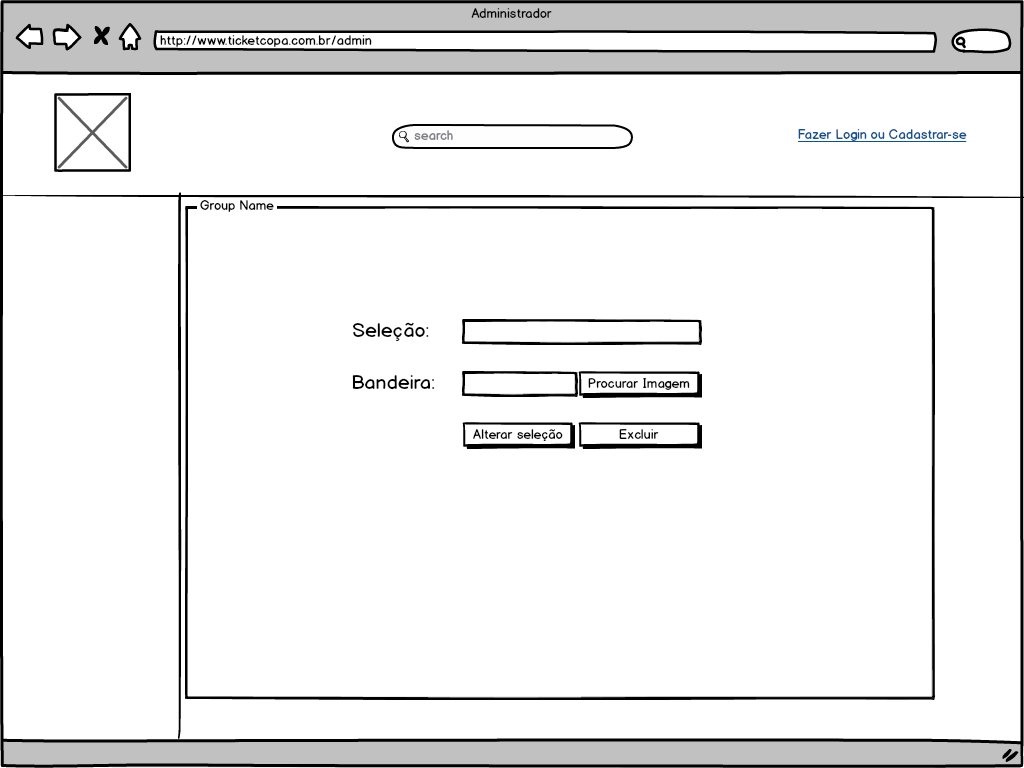 Administrador
http://www.ticketcopa.com.br/admin
search
Fazer Login ou Cadastrar-se
Group Name
Seleção:
Bandeira:
Procurar Imagem
Alterar seleção
Excluir